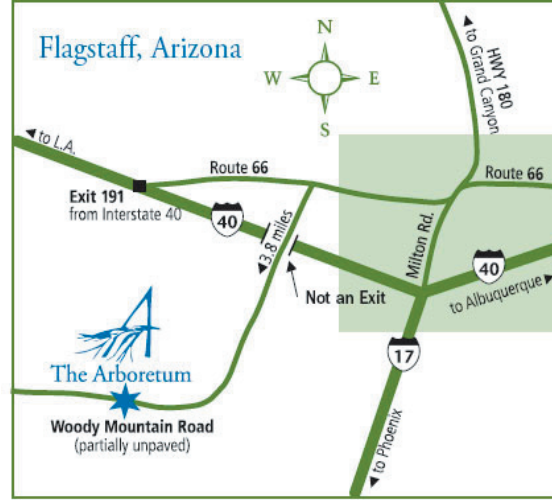 Flagstaff, Arizona
N
W
E
S
to Grand Canyon
HWY 180
to L.A.
Route 66
Route 66
Exit 191
from Interstate 40
40
3.8 miles
Milton Rd.
40
Not an Exit
to Albuquerque
17
The Arboretum
Woody Mountain Road
(partially unpaved)
to Phoenix